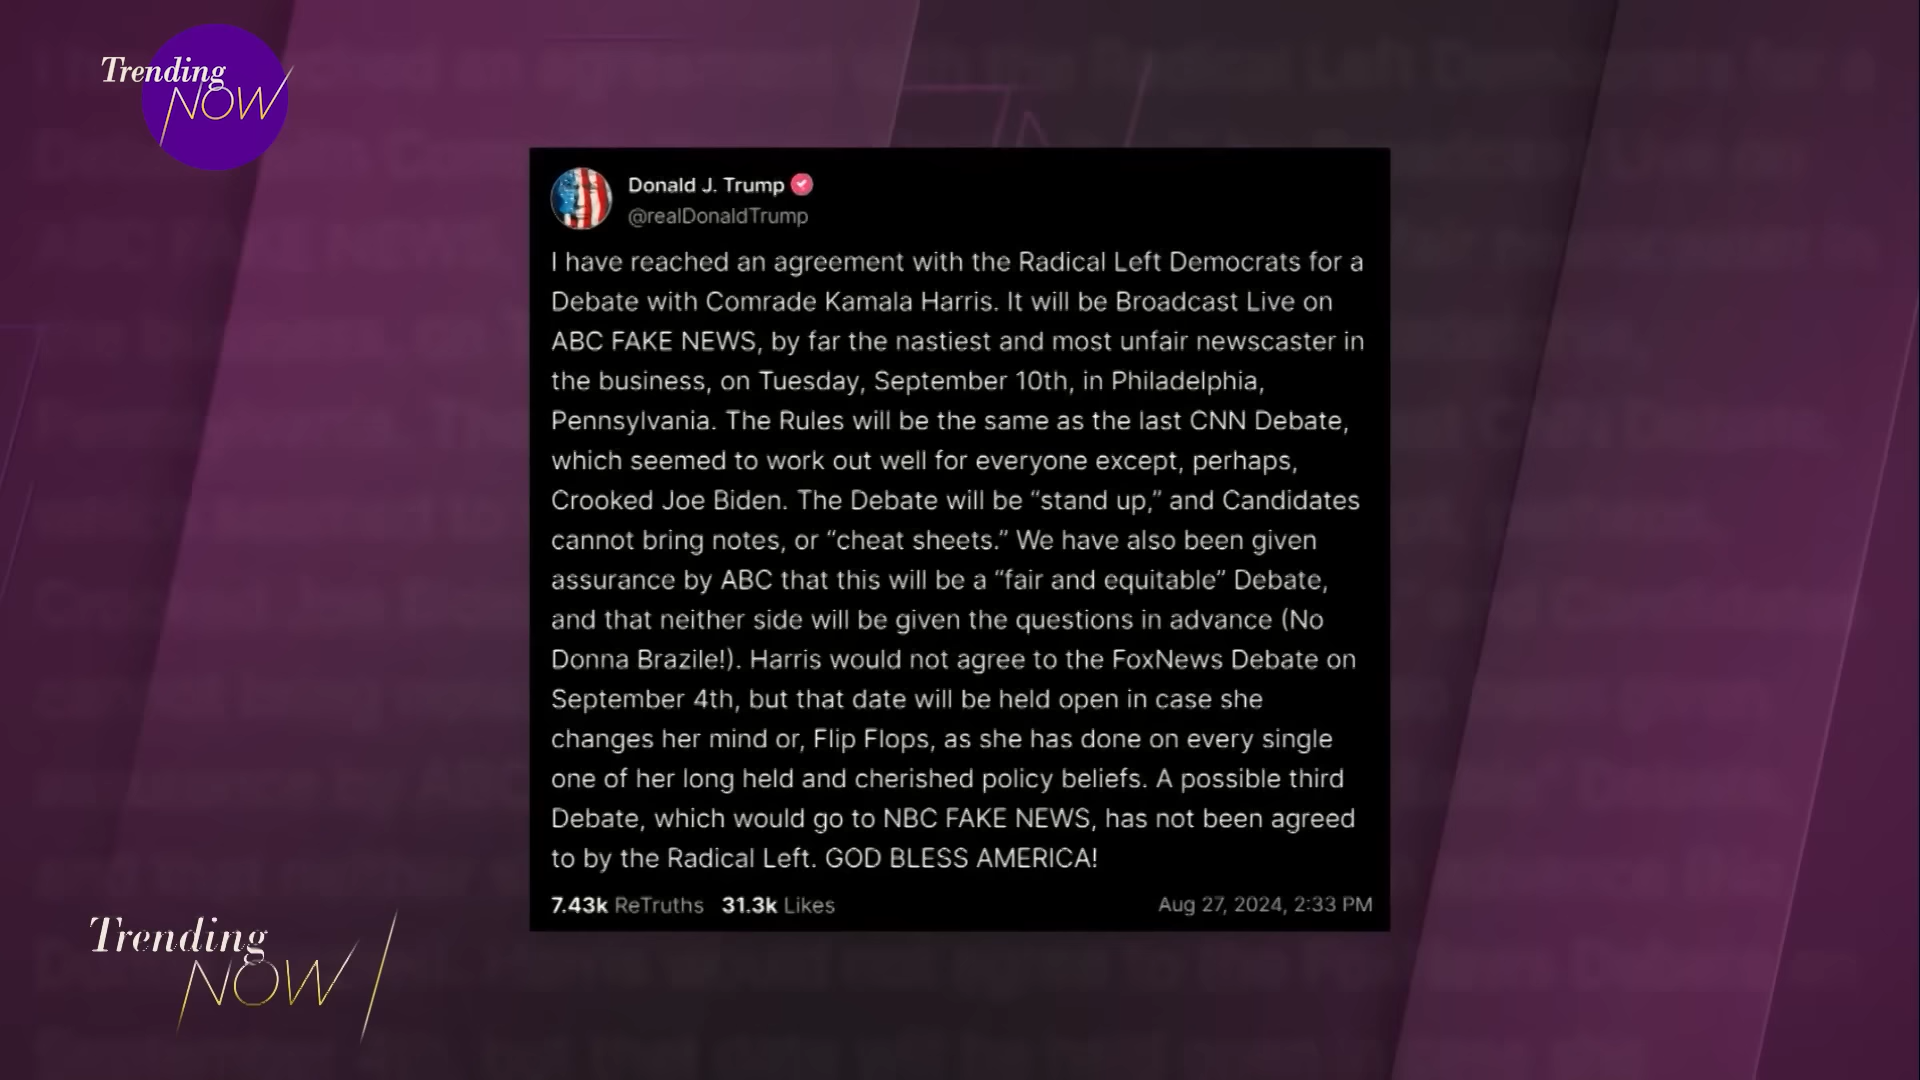 Trending
NOW
Donald J. Trump
@realDonaldTrump
I have reached an agreement with the Radical Left Democrats for a
Debate with Comrade Kamala Harris. It will be Broadcast Live on
ABC FAKE NEWS, by far the nastiest and most unfair newscaster in
the business, on Tuesday, September 10th, in Philadelphia,
Pennsylvania. The Rules will be the same as the last CNN Debate,
which seemed to work out well for everyone except, perhaps,
Crooked Joe Biden. The Debate will be “stand up,” and Candidates
cannot bring notes, or “cheat sheets.” We have also been given
assurance by ABC that this will be a “fair and equitable” Debate,
and that neither side will be given the questions in advance (No
Donna Brazile!). Harris would not agree to the FoxNews Debate on
September 4th, but that date will be held open in case she
changes her mind or, Flip Flops, as she has done on every single
one of her long held and cherished policy beliefs. A possible third
Debate, which would go to NBC FAKE NEWS, has not been agreed
to by the Radical Left. GOD BLESS AMERICA!
7.43k ReTruths 31.3k Likes Aug 27, 2024, 2:33 PM
Trending
NOW